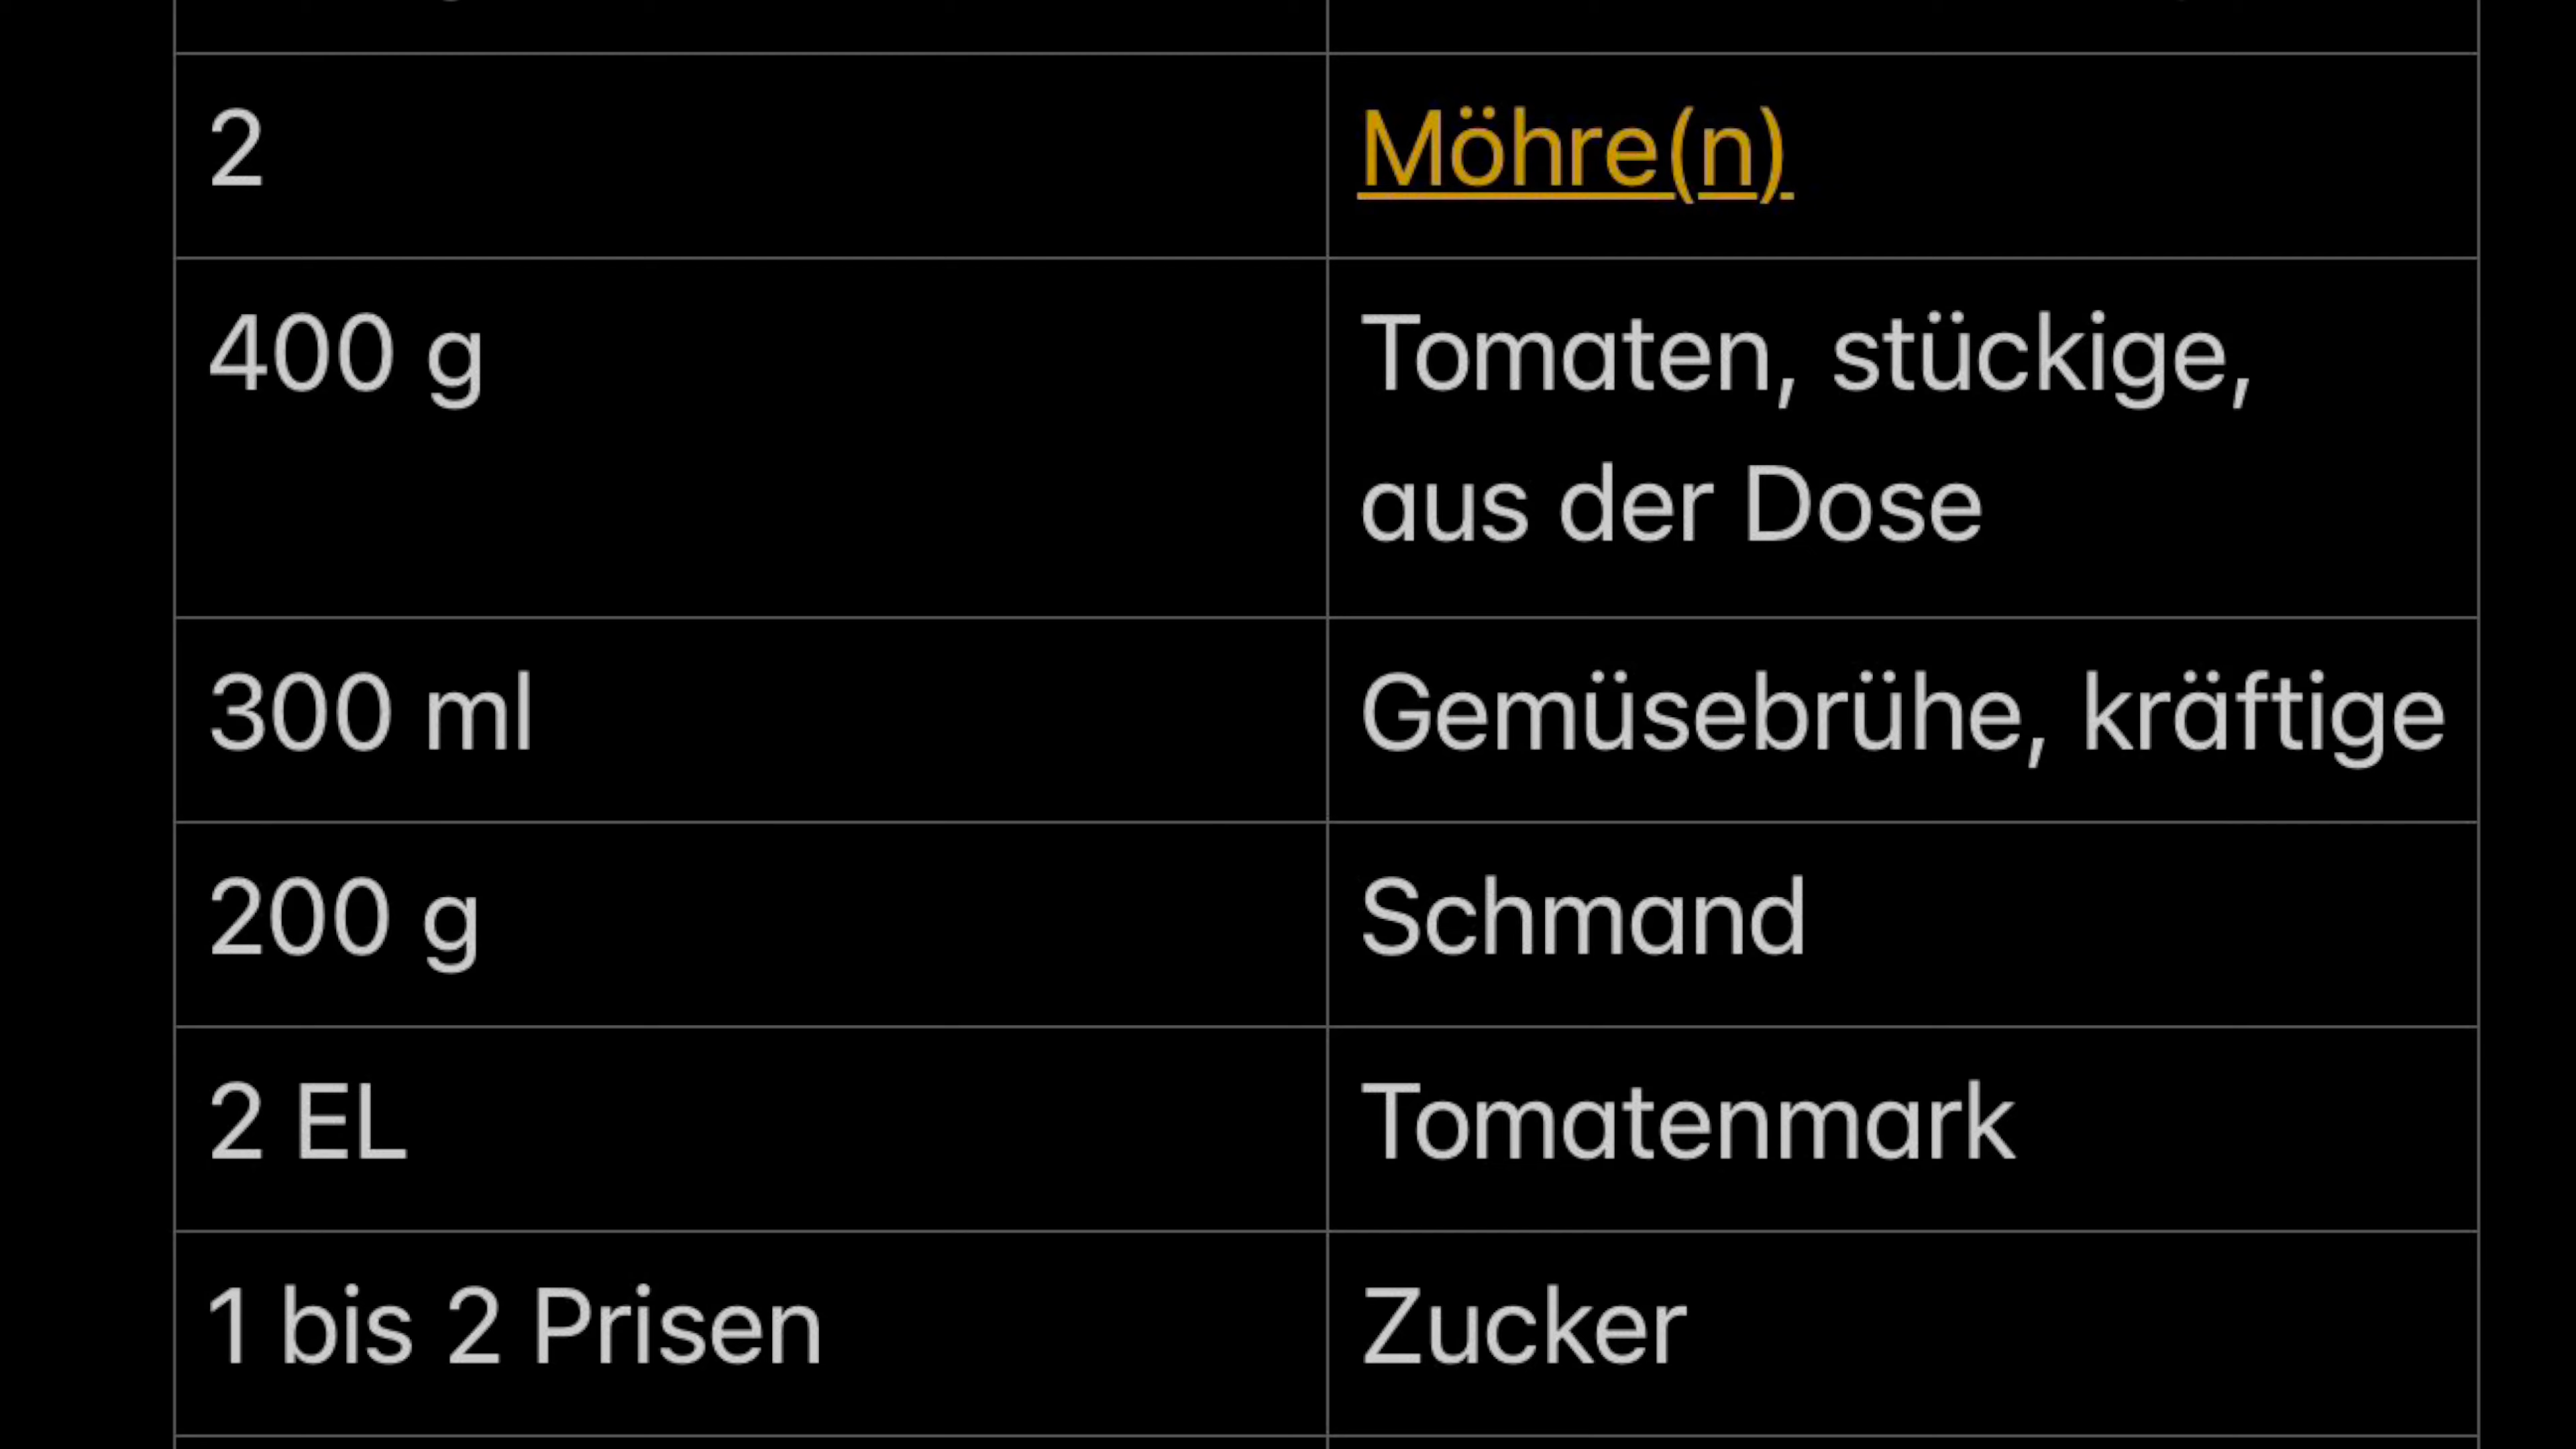 2 Möhre(n)
400 g Tomaten, stückige,
aus der Dose
300 ml Gemüsebrühe, kräftige
200 g Schmand
2 EL Tomatenmark
1 bis 2 Prisen Zucker